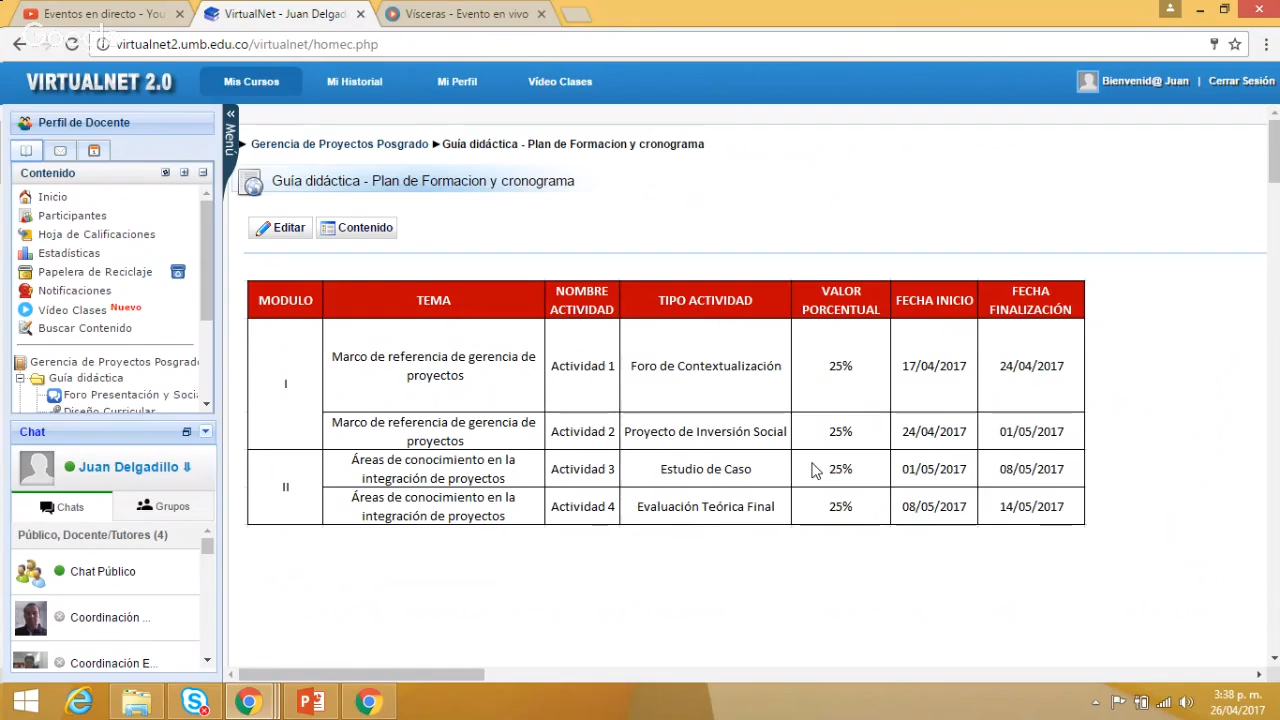 Eventos en directo - You
VirtualNet - Juan Delgad
Vísceras - Evento en vivo
Google
virtualnet2.umb.edu.co/virtual/homec.php
VIRTUALNET 2.0
Mis Cursos
Mi Historial
Mi Perfil
Vídeo Clases
Bienvenid@ Juan | Cerrar Sesión
Perfil de Docente
Contenido
Inicio
Participantes
Hoja de Calificaciones
Estadísticas
Papelera de Reciclaje
Notificaciones
Vídeo Clases Nuevo
Buscar Contenido
Gerencia de Proyectos Posgrado
Guía didáctica
Foro Presentación y Socia
Diseño Curricular
Chat
Juan Delgadillo
Chats
Grupos
Público, Docente/Tutores (4)
Chat Público
Coordinación ...
Coordinación E...
« Menú
Gerencia de Proyectos Posgrado ►Guía didáctica - Plan de Formacion y cronograma
Guía didáctica - Plan de Formacion y cronograma
Editar
Contenido
MODULO
TEMA
NOMBRE
ACTIVIDAD
TIPO ACTIVIDAD
VALOR
PORCENTUAL
FECHA INICIO
FECHA
FINALIZACIÓN
I
Marco de referencia de gerencia de
proyectos
Actividad 1
Foro de Contextualización
25%
17/04/2017
24/04/2017
Marco de referencia de gerencia de
proyectos
Actividad 2
Proyecto de Inversión Social
25%
24/04/2017
01/05/2017
II
Áreas de conocimiento en la
integración de proyectos
Actividad 3
Estudio de Caso
25%
01/05/2017
08/05/2017
Áreas de conocimiento en la
integración de proyectos
Actividad 4
Evaluación Teórica Final
25%
08/05/2017
14/05/2017
3:38 p. m.
26/04/2017